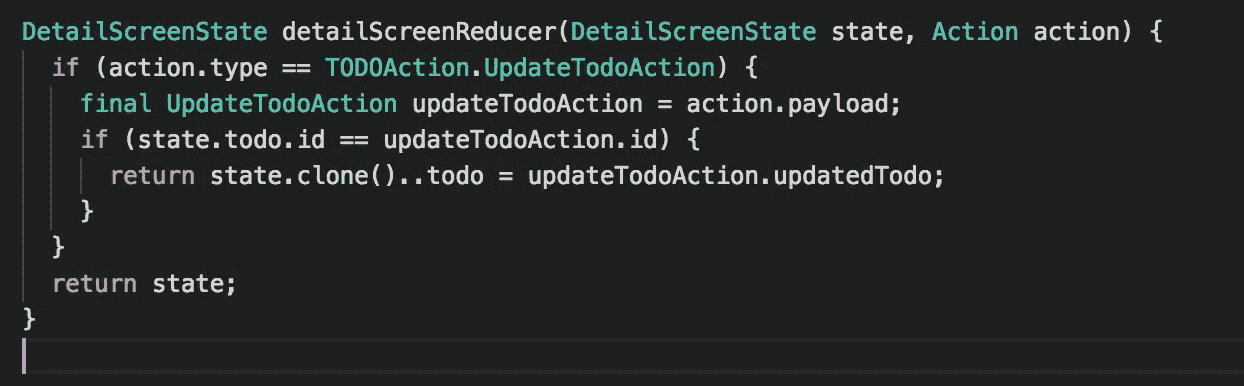 DetailScreenState detailScreenReducer(DetailScreenState state, Action action) {
if (action.type == TODOAction.UpdateTodoAction) {
final UpdateTodoAction updateTodoAction = action.payload;
if (state.todo.id == updateTodoAction.id) {
return state.clone()..todo = updateTodoAction.updatedTodo;
}
}
return state;
}